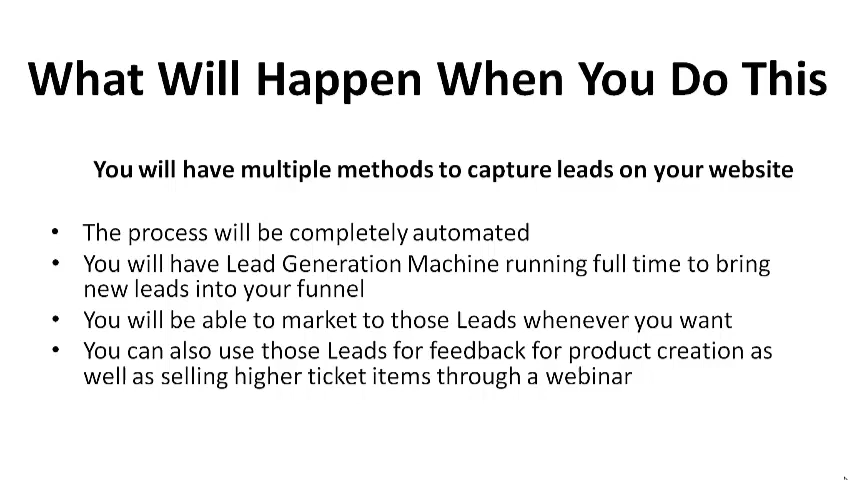 What Will Happen When You Do This
You will have multiple methods to capture leads on your website
• The process will be completely automated
• You will have Lead Generation Machine running full time to bring
new leads into your funnel
• You will be able to market to those Leads whenever you want
• You can also use those Leads for feedback for product creation as
well as selling higher ticket items through a webinar